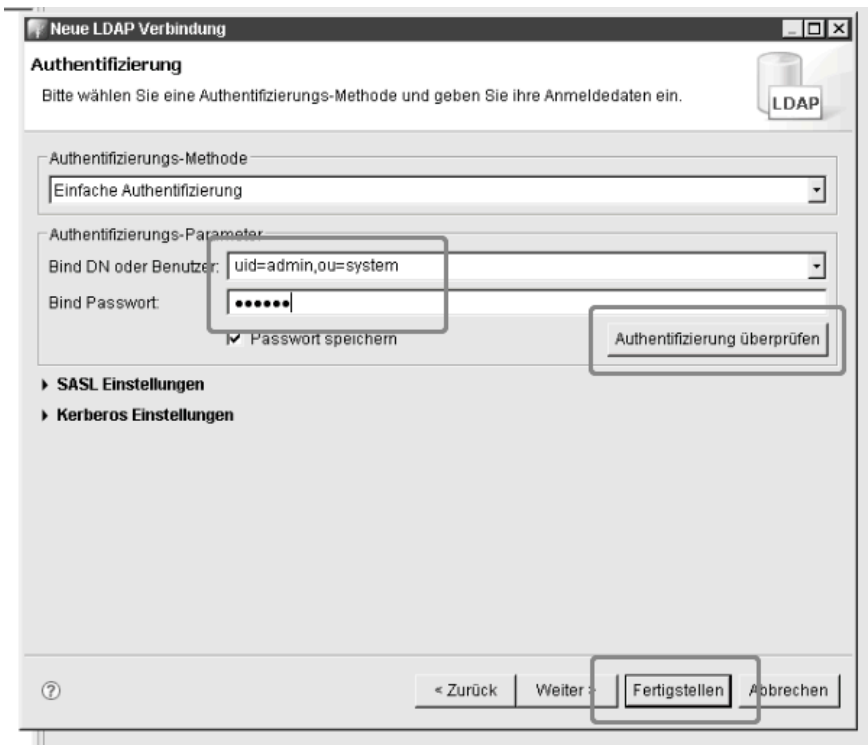 Neue LDAP Verbindung
Authentifizierung
Bitte wählen Sie eine Authentifizierungs-Methode und geben Sie ihre Anmeldedaten ein.
LDAP
Authentifizierungs-Methode
Einfache Authentifizierung
Authentifizierungs-Parameter
Bind DN oder Benutzer: uid=admin,ou=system
Bind Passwort: ●●●●●●
Passwort speichern Authentifizierung überprüfen
SASL Einstellungen
Kerberos Einstellungen
? < Zurück Weiter > Fertigstellen Abbrechen